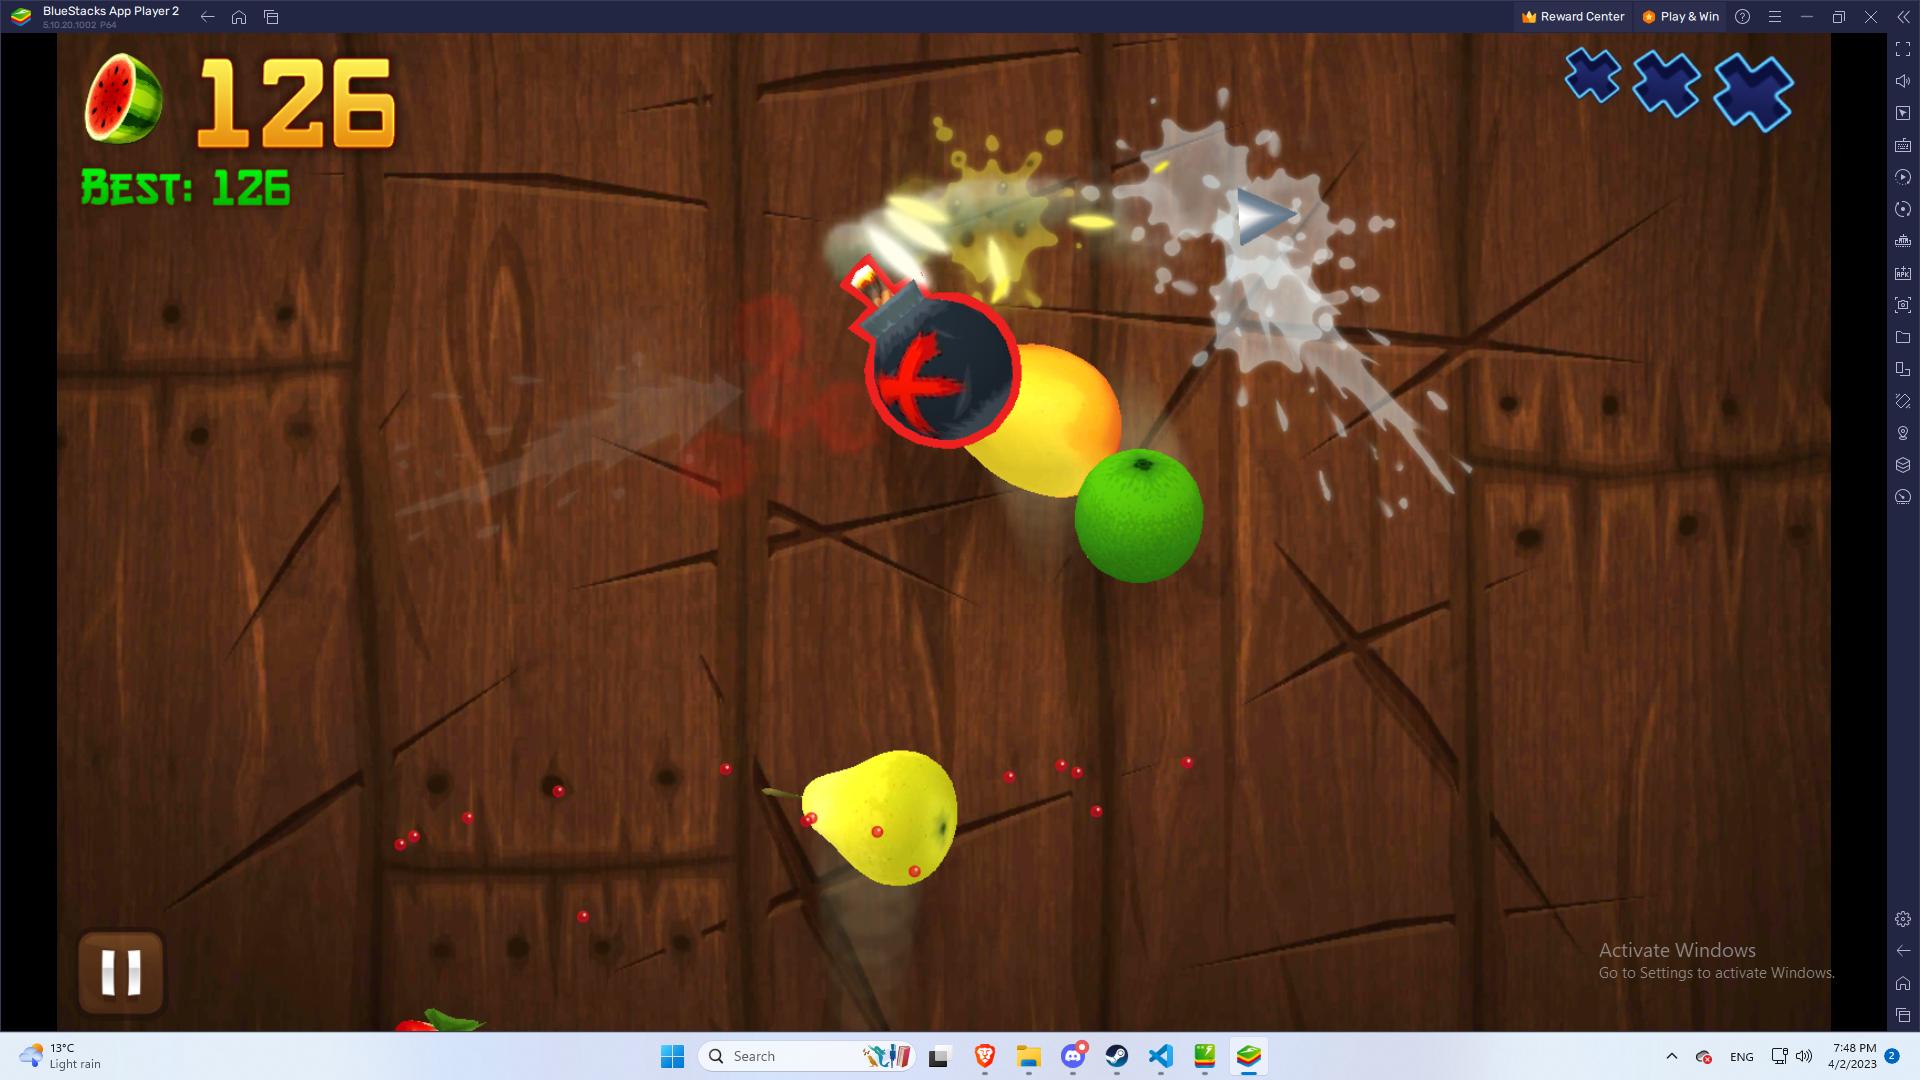 BlueStacks App Player 2
5.10.20.1002 P64
Reward Center
Play & Win
126
BEST: 126
Activate Windows
Go to Settings to activate Windows.
13°C
Light rain
Search
ENG
7:48 PM
4/2/2023
2